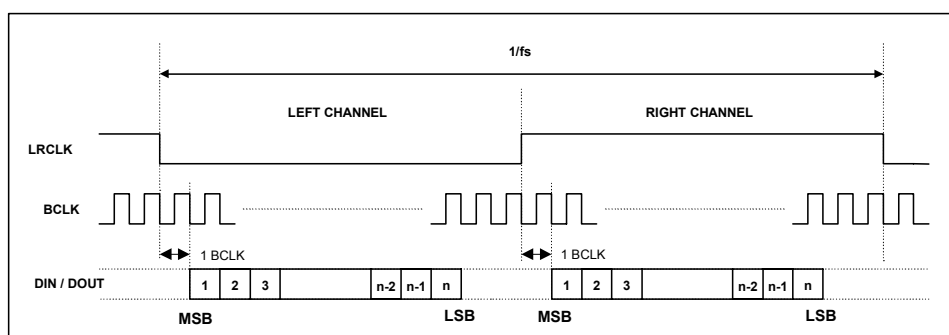 1/fs
LEFT CHANNEL RIGHT CHANNEL
LRCLK
BCLK
1 BCLK 1 BCLK
DIN / DOUT 1 2 3 n-2 n-1 n 1 2 3 n-2 n-1 n
MSB LSB MSB LSB